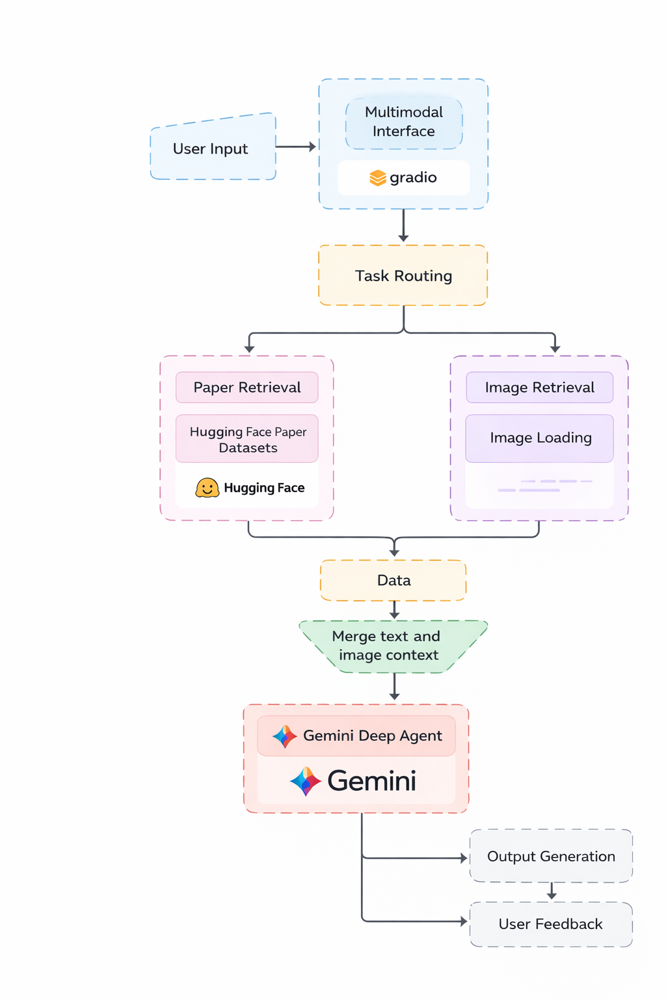 Multimodal
Interface
User Input
gradio
Task Routing
Paper Retrieval
Hugging Face Paper
Datasets
Hugging Face
Image Retrieval
Image Loading
Data
Merge text and
image context
Gemini Deep Agent
Gemini
Output Generation
User Feedback